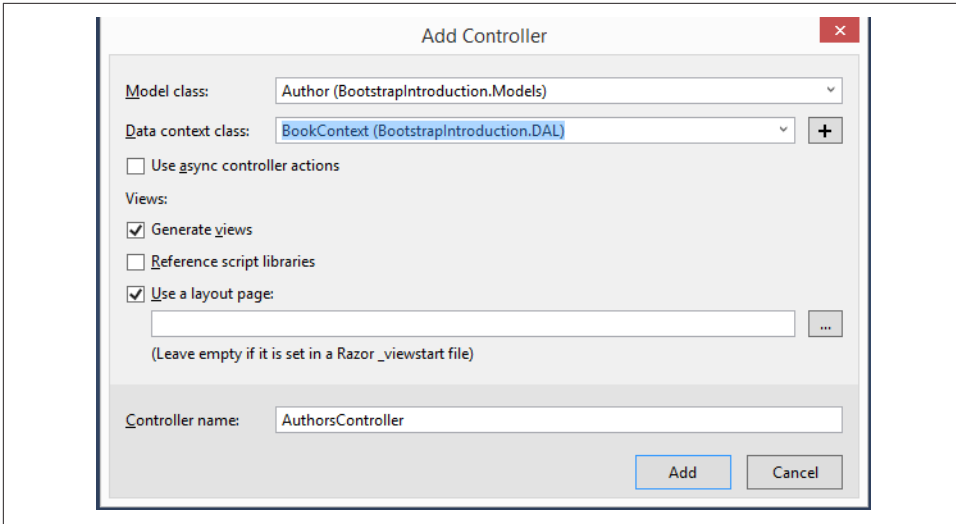 Add Controller
Model class: Author (BootstrapIntroduction.Models)
Data context class: BookContext (BootstrapIntroduction.DAL) +
Use async controller actions
Views:
Generate views
Reference script libraries
Use a layout page:
...
(Leave empty if it is set in a Razor _viewstart file)
Controller name: AuthorsController
Add Cancel